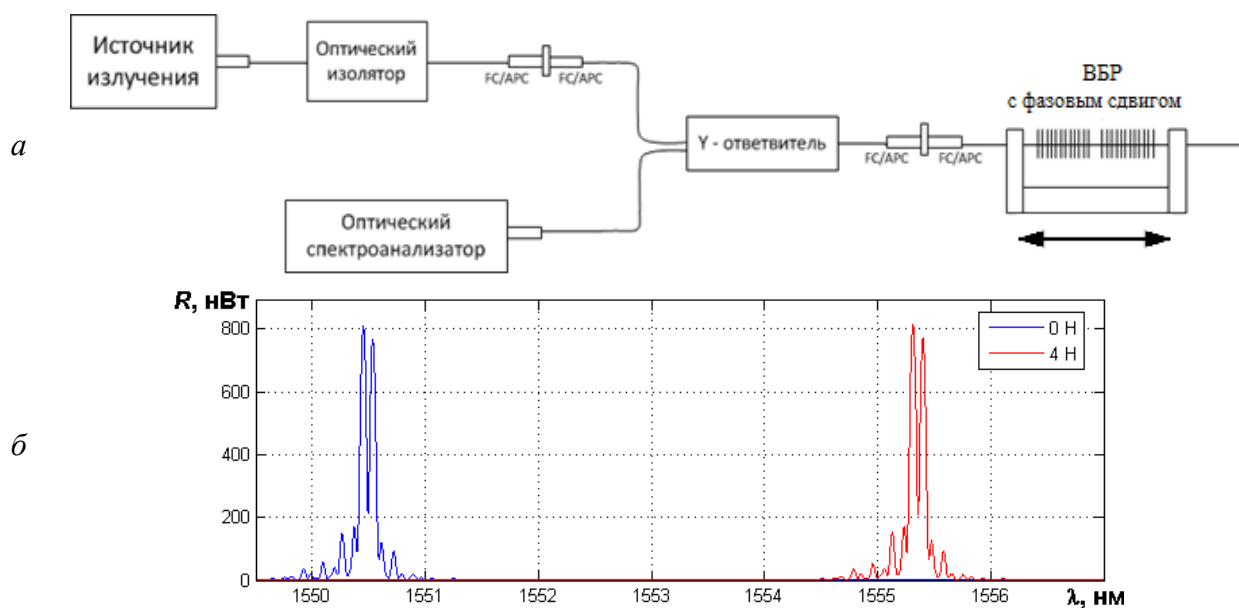 Источник
излучения
Оптический
изолятор
FC/APC
FC/APC
ВБР
с фазовым сдвигом
а
Y - ответвитель
FC/APC
FC/APC
Оптический
спектроанализатор
R, нВт
800
600
400
200
0
0 Н
4 Н
б
1550
1551
1552
1553
1554
1555
1556
λ, нм